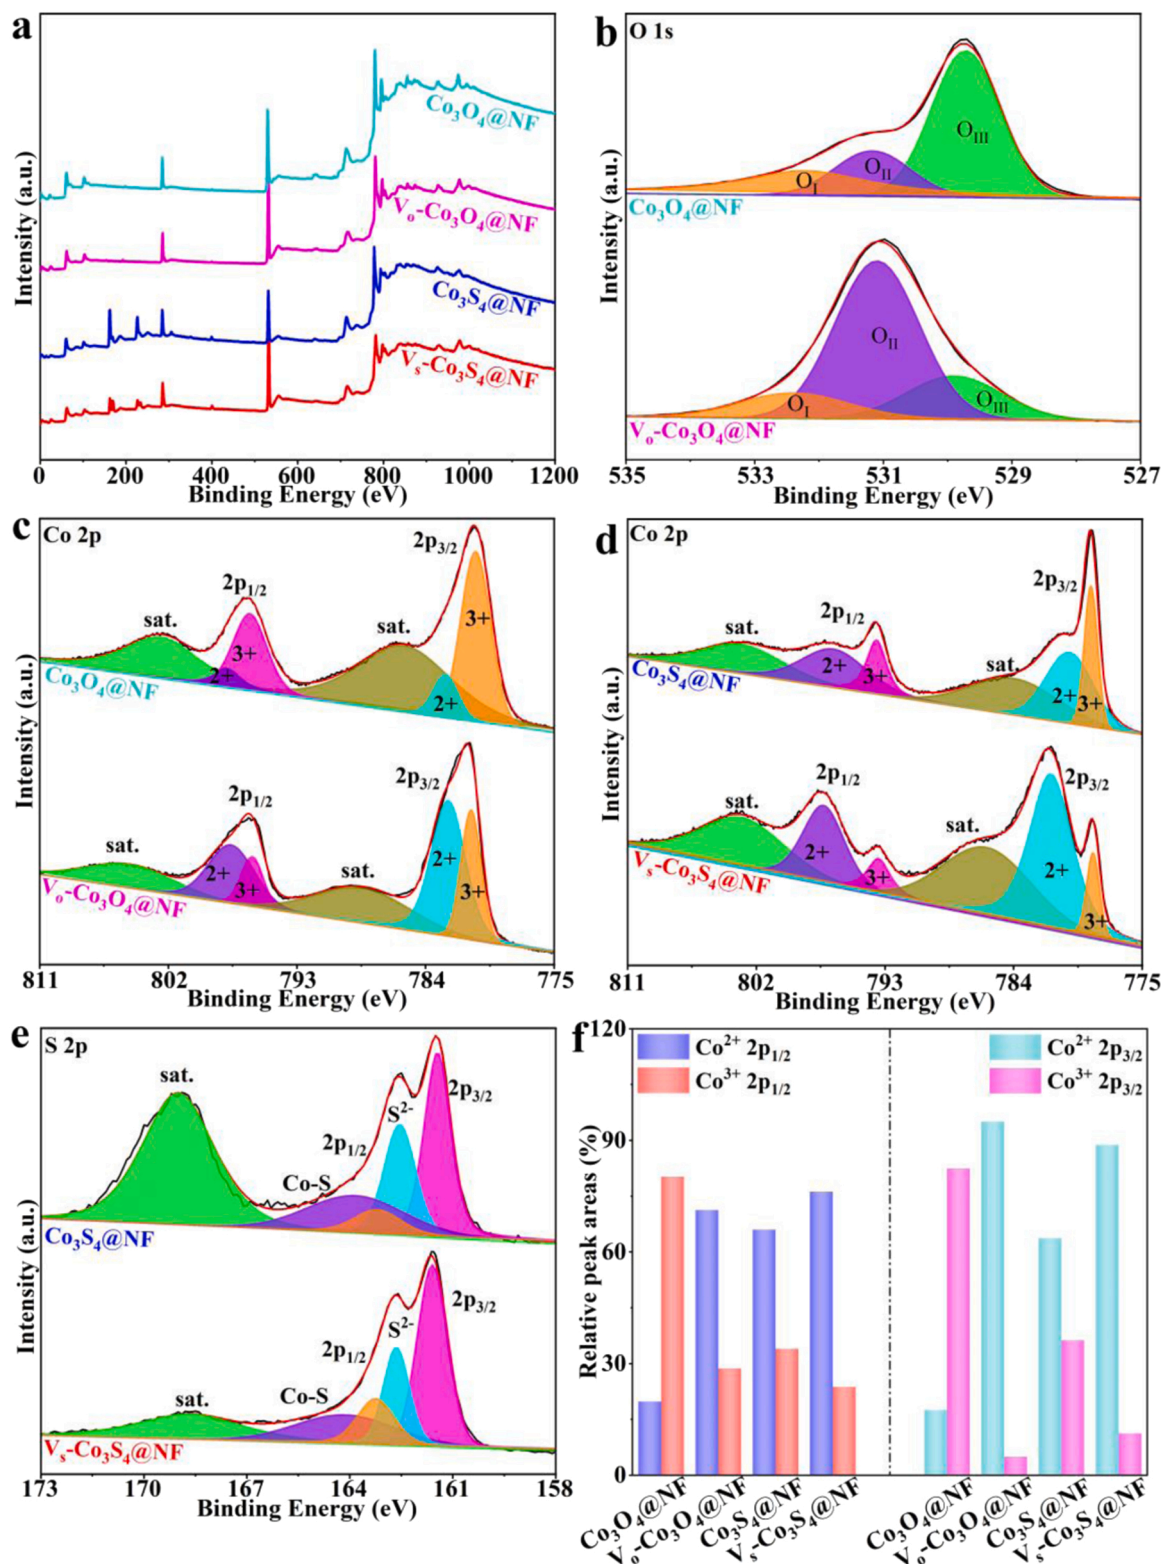 a
Intensity (a.u.)
Co₃O₄@NF
Vₒ-Co₃O₄@NF
Co₃S₄@NF
Vₛ-Co₃S₄@NF
0 200 400 600 800 1000 1200
Binding Energy (eV)
b
O 1s
Intensity (a.u.)
O_III
O_II
O_I
Co₃O₄@NF
O_II
O_I
O_III
Vₒ-Co₃O₄@NF
535 533 531 529 527
Binding Energy (eV)
c
Co 2p
Intensity (a.u.)
2p₃/₂
2p₁/₂
sat.
sat.
3+
3+
2+
2+
Co₃O₄@NF
2p₃/₂
2p₁/₂
sat.
sat.
2+
2+
3+
3+
Vₒ-Co₃O₄@NF
811 802 793 784 775
Binding Energy (eV)
d
Co 2p
Intensity (a.u.)
2p₃/₂
2p₁/₂
sat.
sat.
2+
3+
2+
3+
Co₃S₄@NF
2p₁/₂
2p₃/₂
sat.
sat.
2+
3+
2+
3+
Vₛ-Co₃S₄@NF
811 802 793 784 775
Binding Energy (eV)
e
S 2p
Intensity (a.u.)
sat.
2p₃/₂
S²⁻
2p₁/₂
Co-S
Co₃S₄@NF
2p₃/₂
S²⁻
2p₁/₂
Co-S
sat.
Vₛ-Co₃S₄@NF
173 170 167 164 161 158
Binding Energy (eV)
f
Relative peak areas (%)
120
90
60
30
0
Co²⁺ 2p₁/₂
Co³⁺ 2p₁/₂
Co²⁺ 2p₃/₂
Co³⁺ 2p₃/₂
Co₃O₄@NF
Vₒ-Co₃O₄@NF
Co₃S₄@NF
Vₛ-Co₃S₄@NF
Co₃O₄@NF
Vₒ-Co₃O₄@NF
Co₃S₄@NF
Vₛ-Co₃S₄@NF